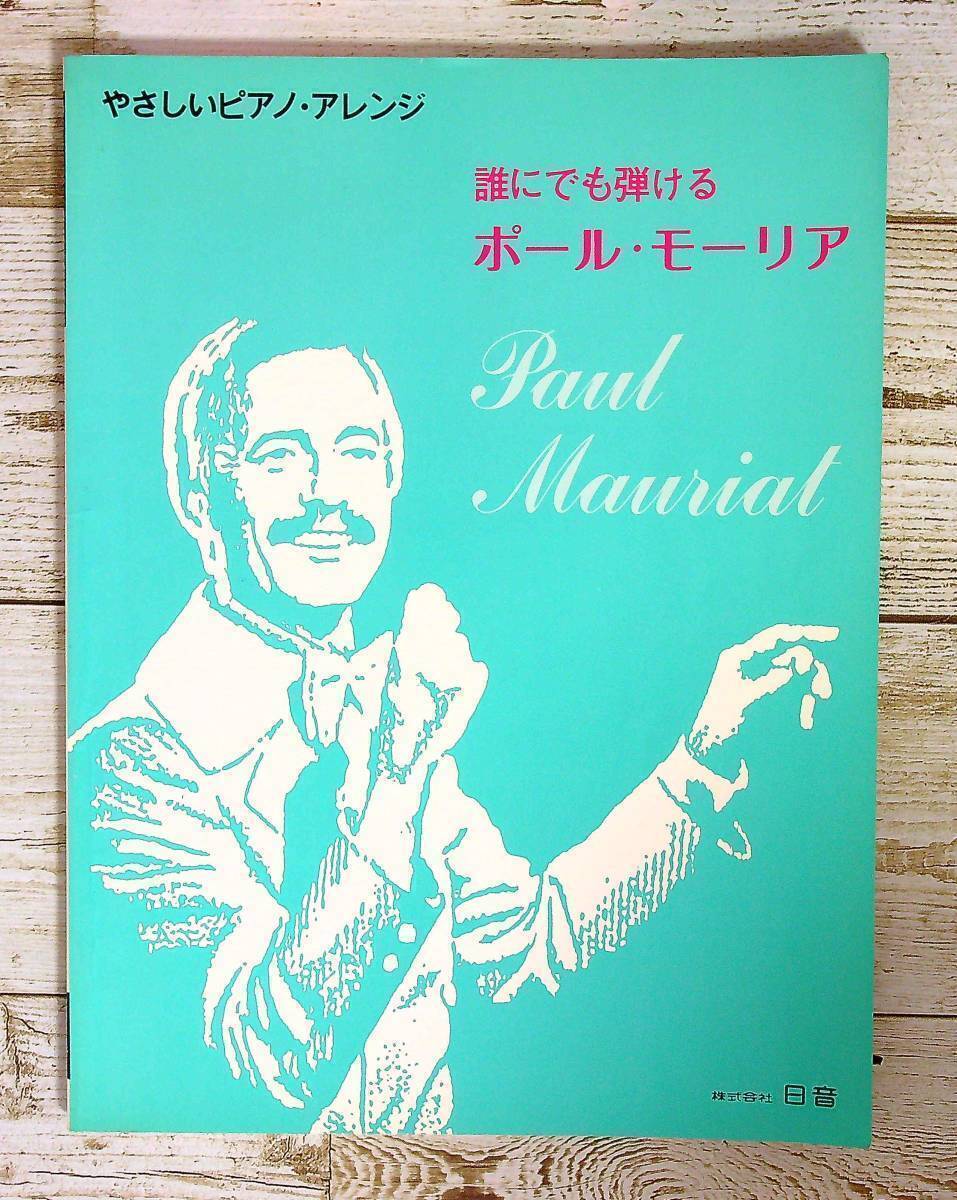 やさしいピアノ・アレンジ
誰にでも弾ける
ポール・モーリア
Paul
Mauriat
株式会社 日音